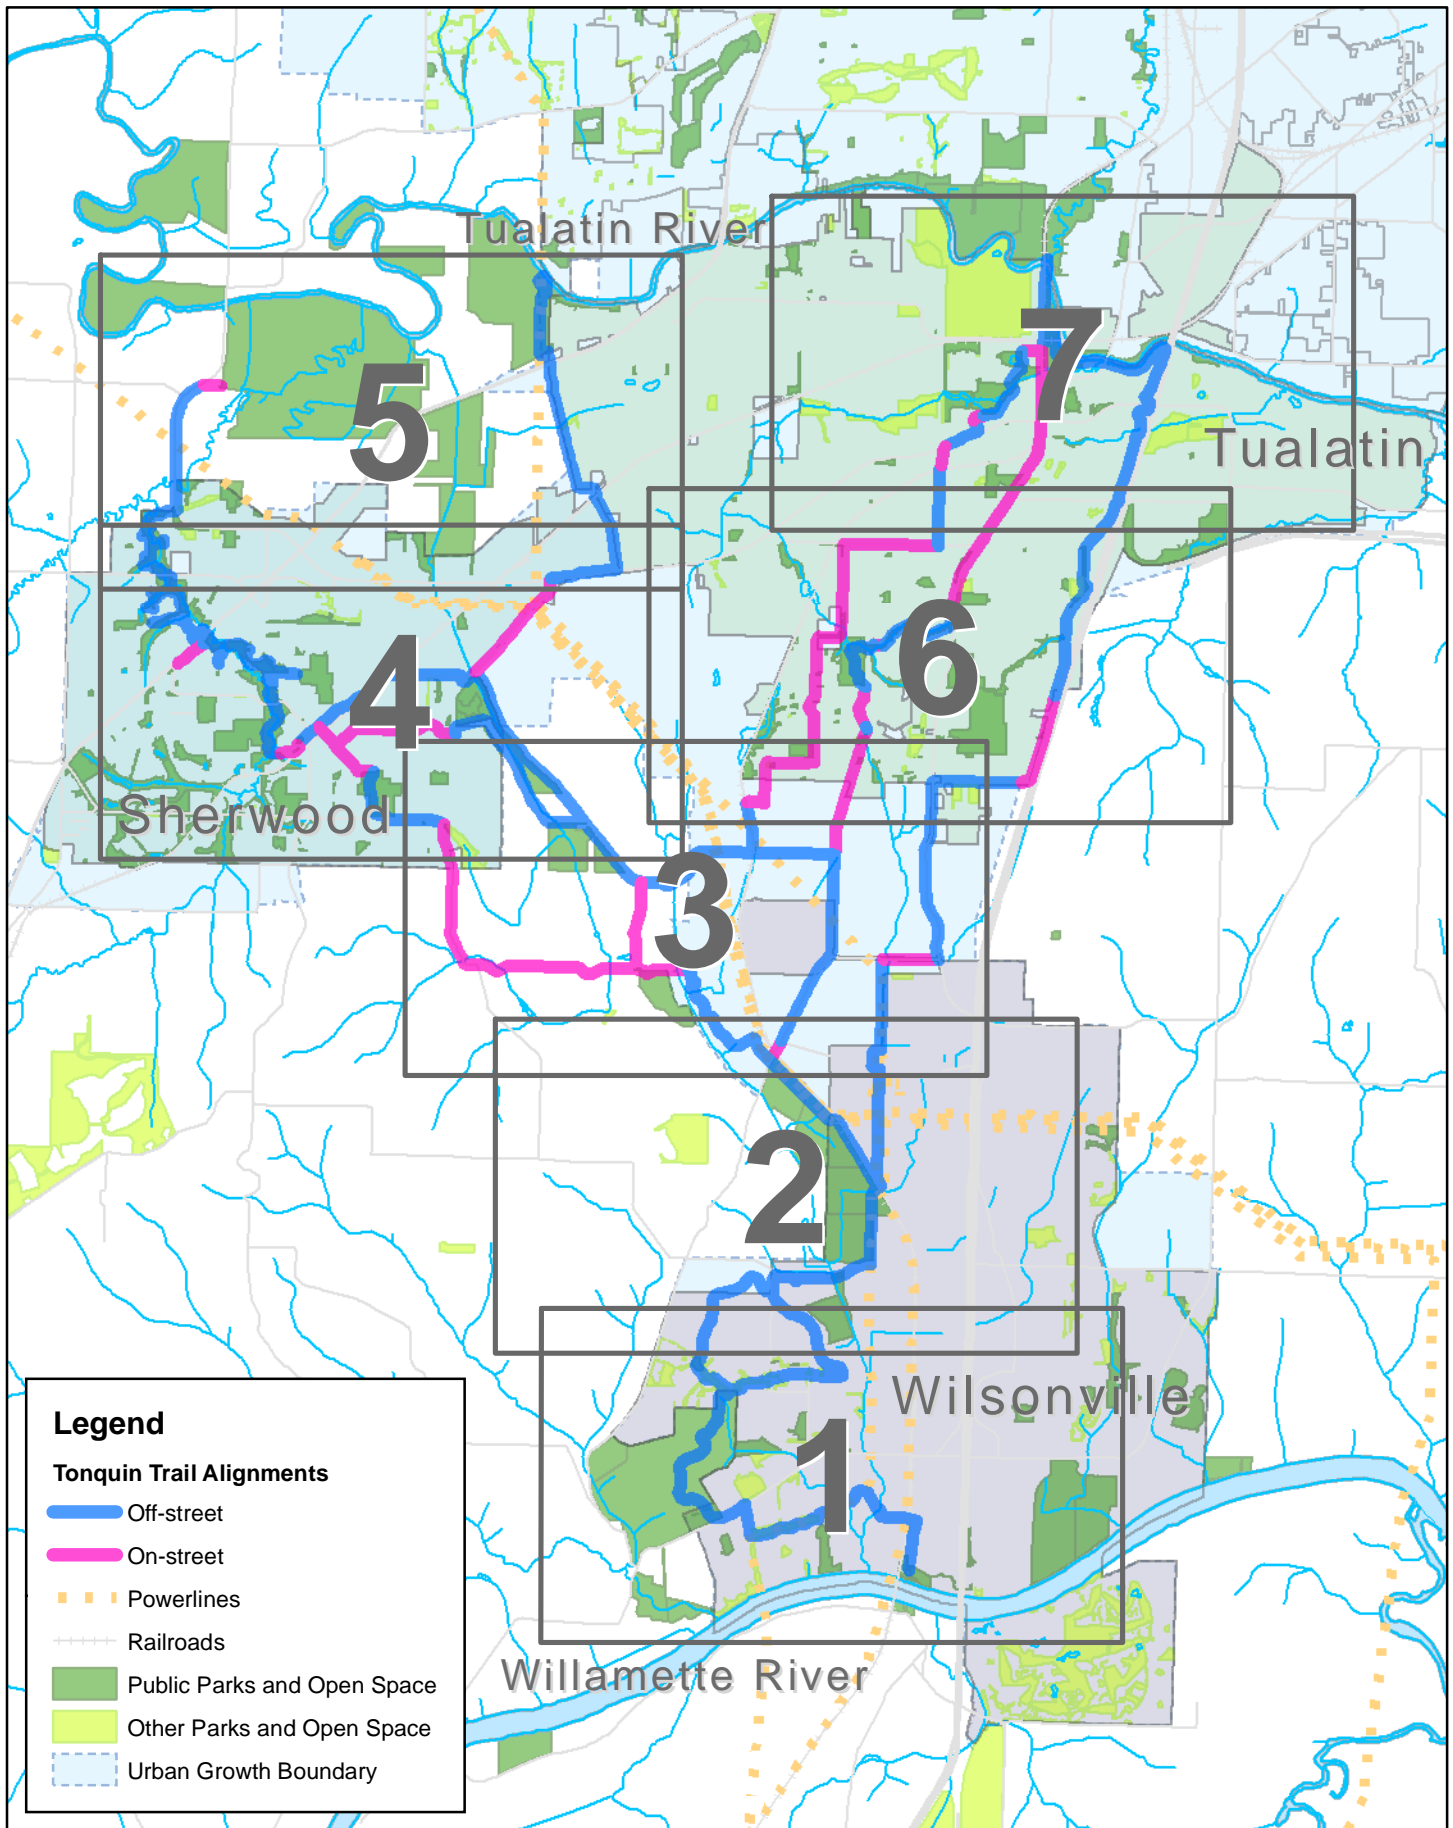 Tualatin River
7
5
Tualatin
6
4
Sherwood
3
2
Wilsonville
1
Willamette River
Legend
Tonquin Trail Alignments
Off-street
On-street
Powerlines
Railroads
Public Parks and Open Space
Other Parks and Open Space
Urban Growth Boundary